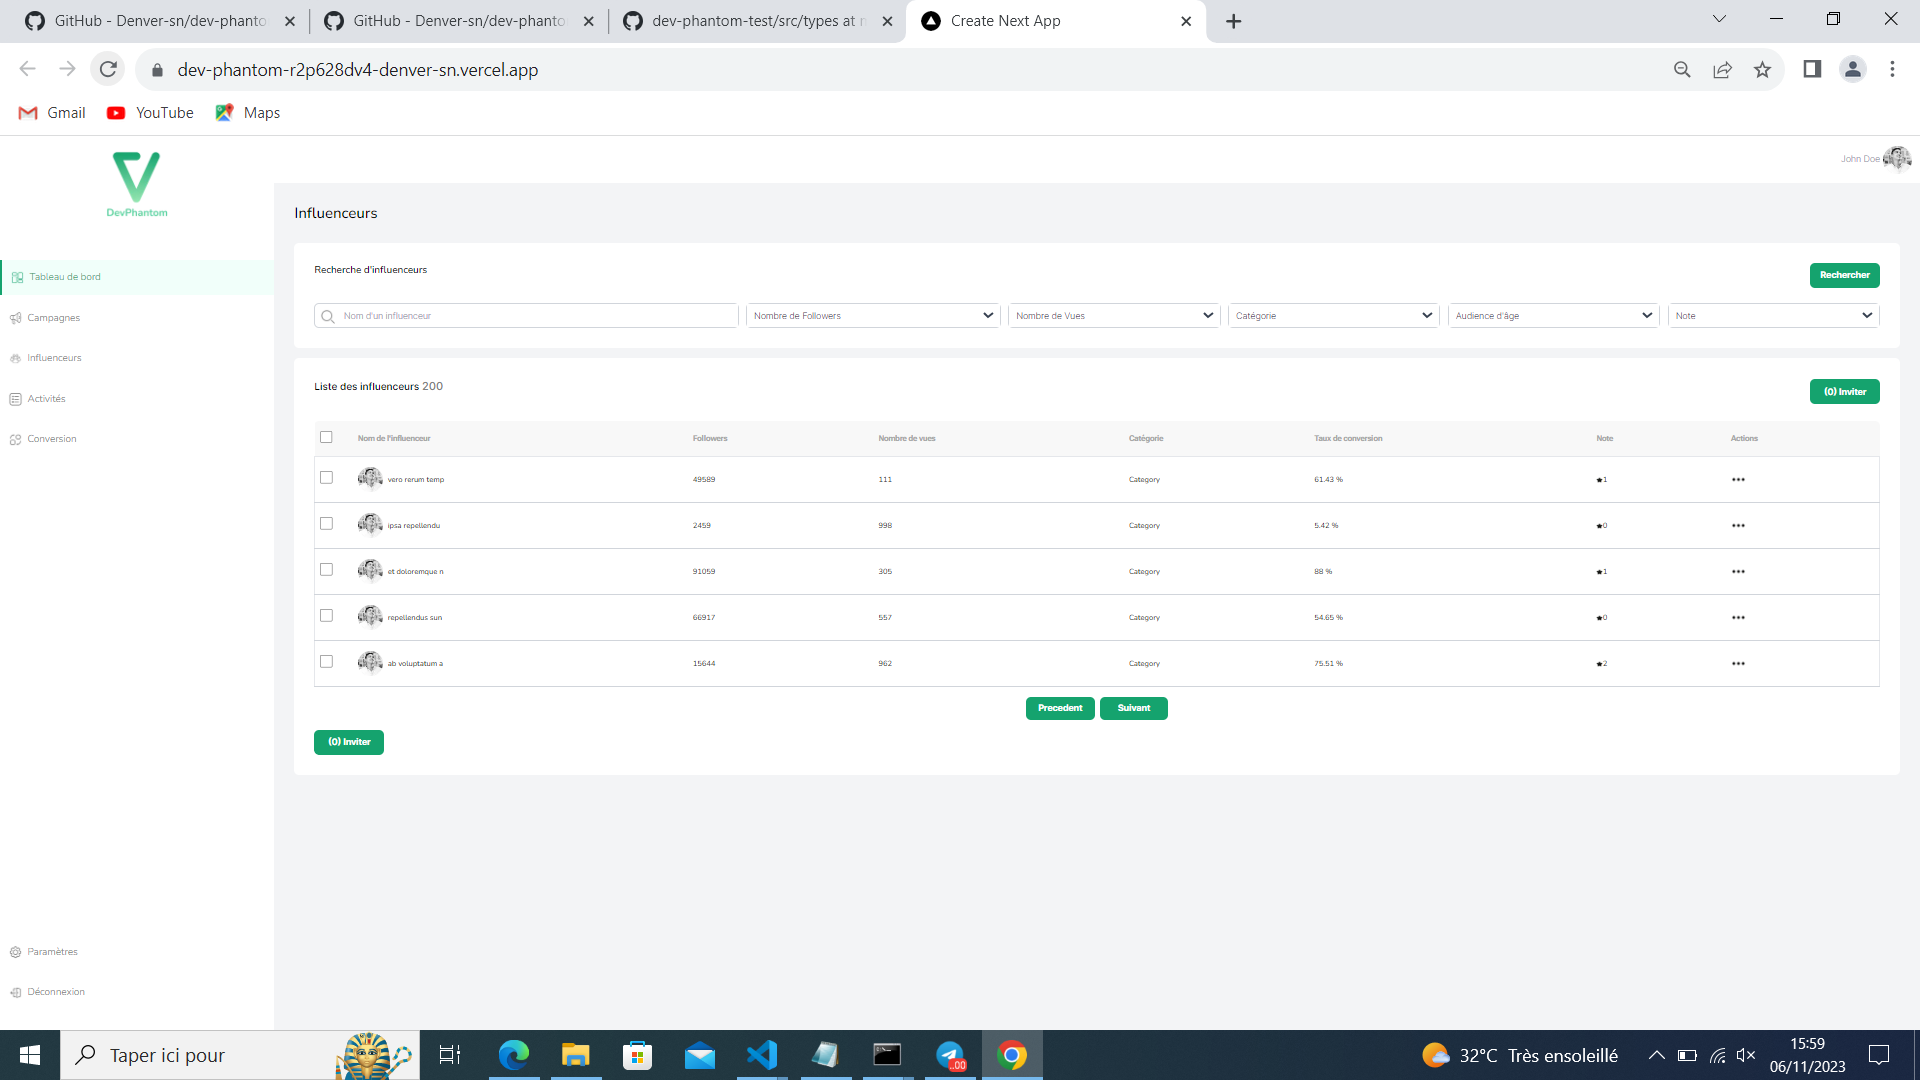 GitHub - Denver-sn/dev-phanto
GitHub - Denver-sn/dev-phanto
dev-phantom-test/src/types at
Create Next App
dev-phantom-r2p628dv4-denver-sn.vercel.app
Gmail YouTube Maps
DevPhantom
John Doe
Influenceurs
Tableau de bord
Campagnes
Influenceurs
Activités
Conversion
Paramètres
Déconnexion
Recherche d'influenceurs
Rechercher
Nom d'un influenceur Nombre de Followers Nombre de Vues Catégorie Audience d'âge Note
Liste des influenceurs 200
(0) Inviter
Nom de l'influenceur Followers Nombre de vues Catégorie Taux de conversion Note Actions
vero rerum temp 49589 111 Category 61.43 % ★1 •••
ipsa repellendu 2459 998 Category 5.42 % ★0 •••
et doloremque n 91059 305 Category 88 % ★1 •••
repellendus sun 66917 557 Category 54.65 % ★0 •••
ab voluptatum a 15644 962 Category 75.51 % ★2 •••
Precedent Suivant
(0) Inviter
Taper ici pour
.00
32°C Très ensoleillé
15:59
06/11/2023